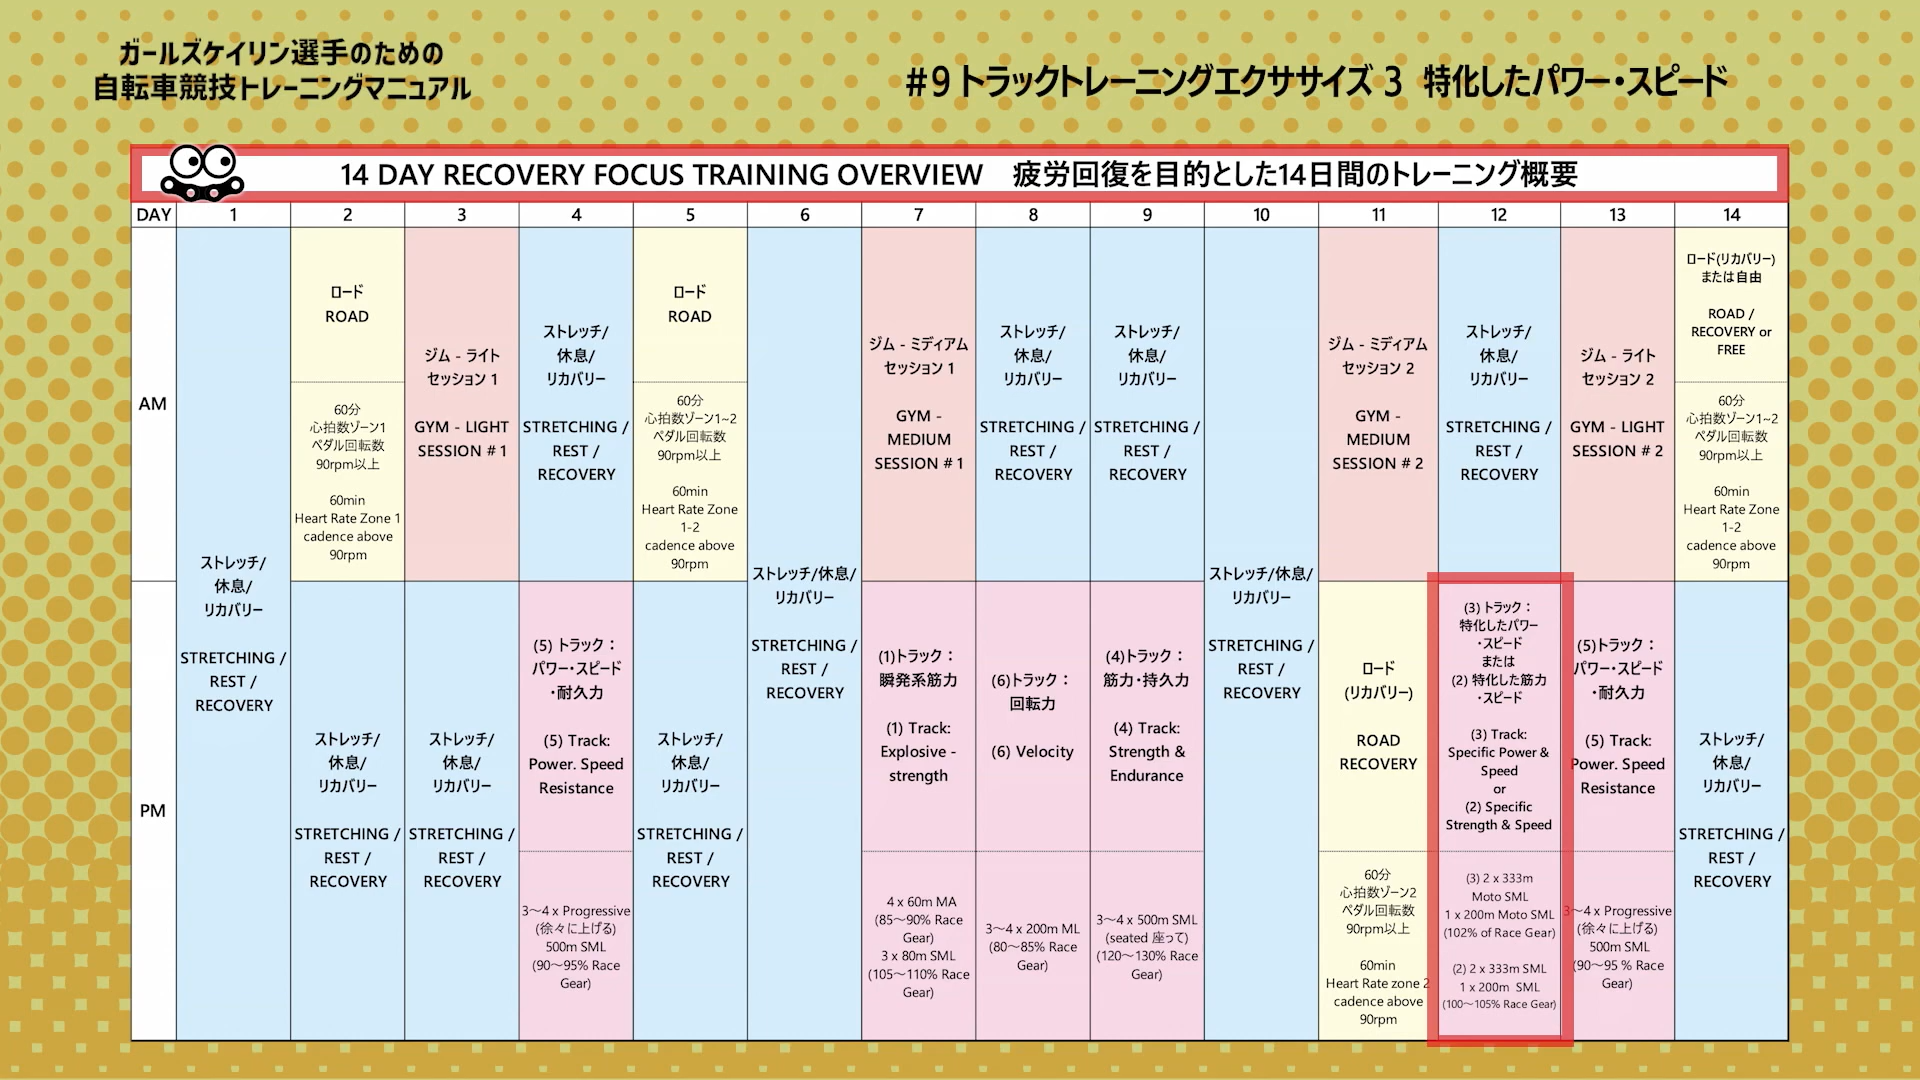 ガールズケイリン選手のための
自転車競技トレーニングマニュアル
#9 トラックトレーニングエクササイズ 3 特化したパワー・スピード
14 DAY RECOVERY FOCUS TRAINING OVERVIEW 疲労回復を目的とした14日間のトレーニング概要
DAY 1 2 3 4 5 6 7 8 9 10 11 12 13 14
AM
PM
ストレッチ/
休息/
リカバリー
STRETCHING /
REST /
RECOVERY
ロード
ROAD
60分
心拍数ゾーン1
ペダル回転数
90rpm以上
60min
Heart Rate Zone 1
cadence above
90rpm
ストレッチ/
休息/
リカバリー
STRETCHING /
REST /
RECOVERY
ジム - ライト
セッション 1
GYM - LIGHT
SESSION # 1
ストレッチ/
休息/
リカバリー
STRETCHING /
REST /
RECOVERY
ストレッチ/
休息/
リカバリー
STRETCHING /
REST /
RECOVERY
(5) トラック：
パワー・スピード
・耐久力
(5) Track:
Power. Speed
Resistance
3～4 x Progressive
(徐々に上げる)
500m SML
(90～95% Race
Gear)
ロード
ROAD
60分
心拍数ゾーン1~2
ペダル回転数
90rpm以上
60min
Heart Rate Zone
1-2
cadence above
90rpm
ストレッチ/
休息/
リカバリー
STRETCHING /
REST /
RECOVERY
ストレッチ/休息/
リカバリー
STRETCHING /
REST /
RECOVERY
ジム - ミディアム
セッション 1
GYM -
MEDIUM
SESSION # 1
(1)トラック：
瞬発系筋力
(1) Track:
Explosive -
strength
4 x 60m MA
(85～90% Race
Gear)
3 x 80m SML
(105～110% Race
Gear)
ストレッチ/
休息/
リカバリー
STRETCHING /
REST /
RECOVERY
(6)トラック：
回転力
(6) Velocity
3～4 x 200m ML
(80～85% Race
Gear)
ストレッチ/
休息/
リカバリー
STRETCHING /
REST /
RECOVERY
(4)トラック：
筋力・持久力
(4) Track:
Strength &
Endurance
3～4 x 500m SML
(seated 座って)
(120～130% Race
Gear)
ストレッチ/休息/
リカバリー
STRETCHING /
REST /
RECOVERY
ジム - ミディアム
セッション 2
GYM -
MEDIUM
SESSION # 2
ロード
(リカバリー)
ROAD
RECOVERY
60分
心拍数ゾーン2
ペダル回転数
90rpm以上
60min
Heart Rate zone 2
cadence above
90rpm
ストレッチ/
休息/
リカバリー
STRETCHING /
REST /
RECOVERY
(3) トラック：
特化したパワー
・スピード
または
(2) 特化した筋力
・スピード
(3) Track:
Specific Power &
Speed
or
(2) Specific
Strength & Speed
(3) 2 x 333m
Moto SML
1 x 200m Moto SML
(102% of Race Gear)
(2) 2 x 333m SML
1 x 200m SML
(100～105% Race Gear)
ジム - ライト
セッション 2
GYM - LIGHT
SESSION # 2
(5)トラック：
パワー・スピード
・耐久力
(5) Track:
Power. Speed
Resistance
3～4 x Progressive
(徐々に上げる)
500m SML
(90～95 % Race
Gear)
ロード(リカバリー)
または自由
ROAD /
RECOVERY or
FREE
60分
心拍数ゾーン1~2
ペダル回転数
90rpm以上
60min
Heart Rate Zone
1-2
cadence above
90rpm
ストレッチ/
休息/
リカバリー
STRETCHING /
REST /
RECOVERY